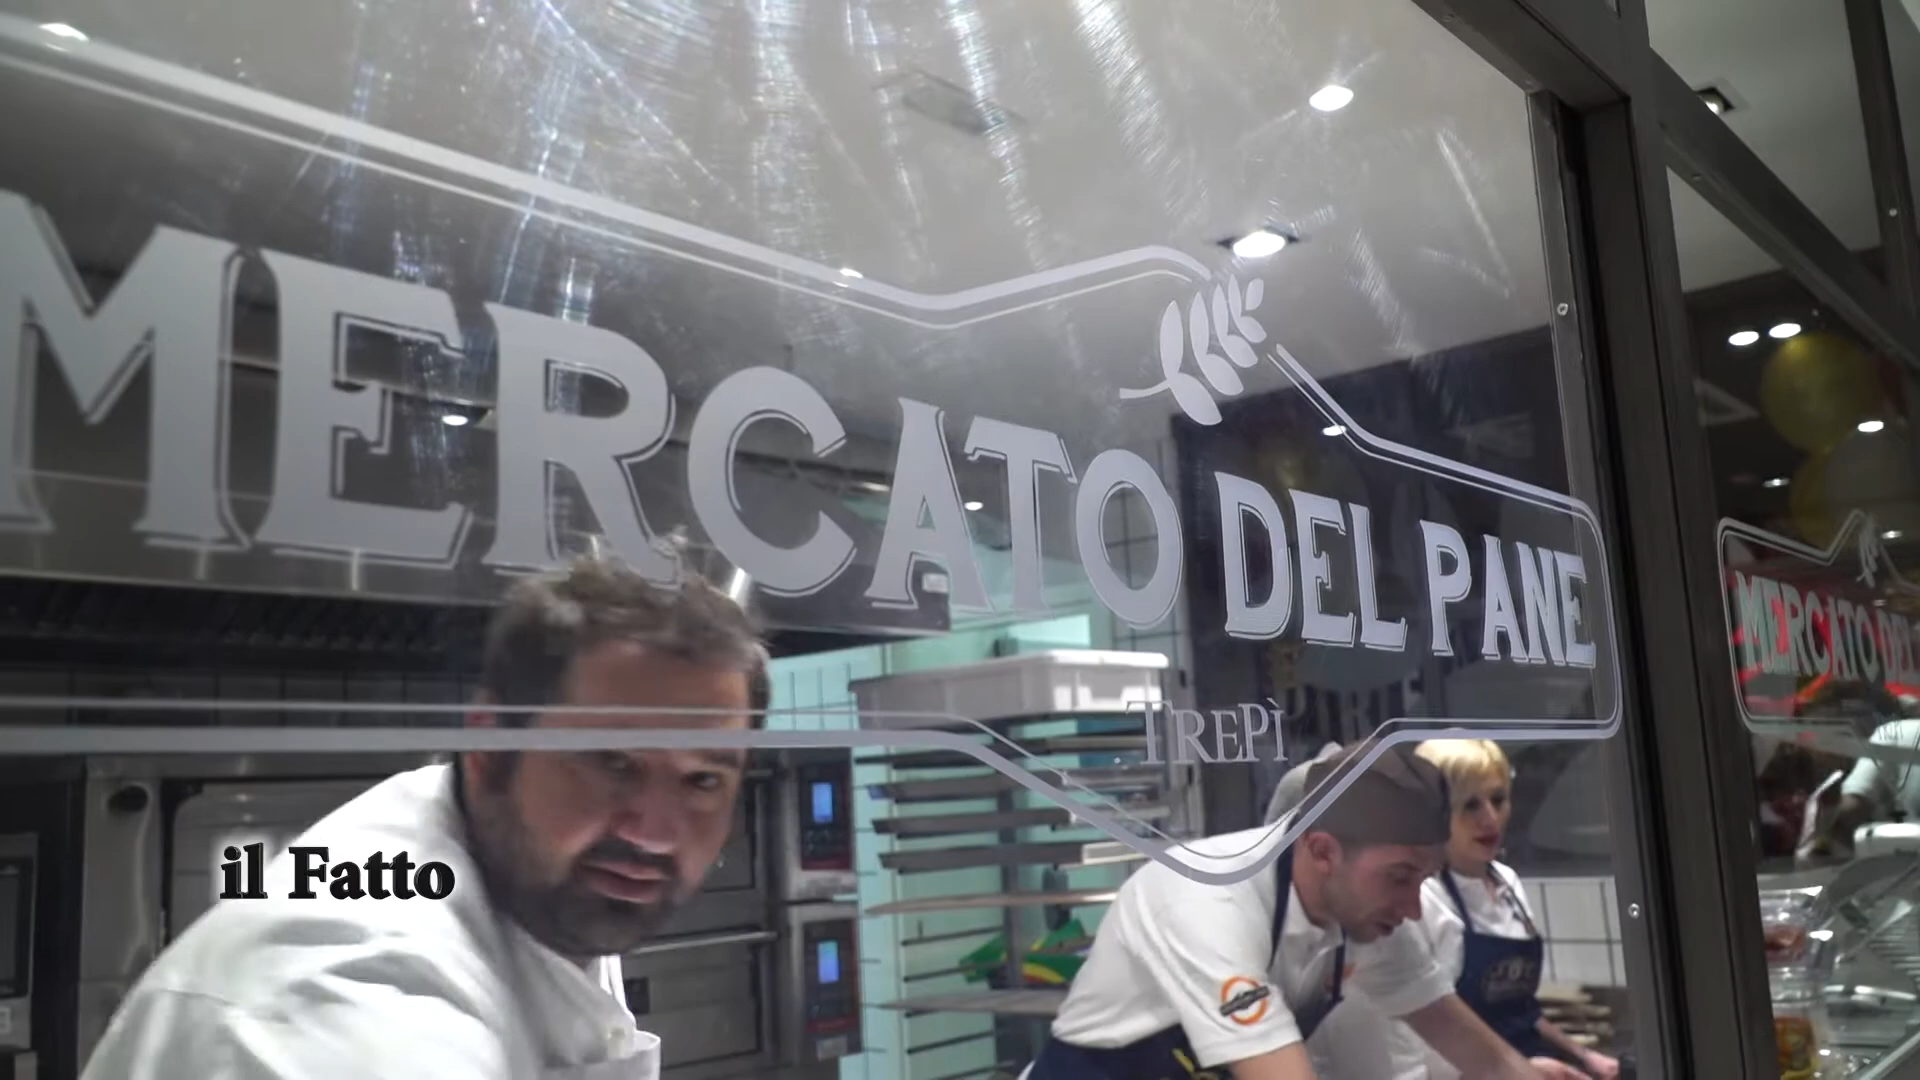 MERCATO DEL PANE
TREPÌ
MERCATO DEL
il Fatto